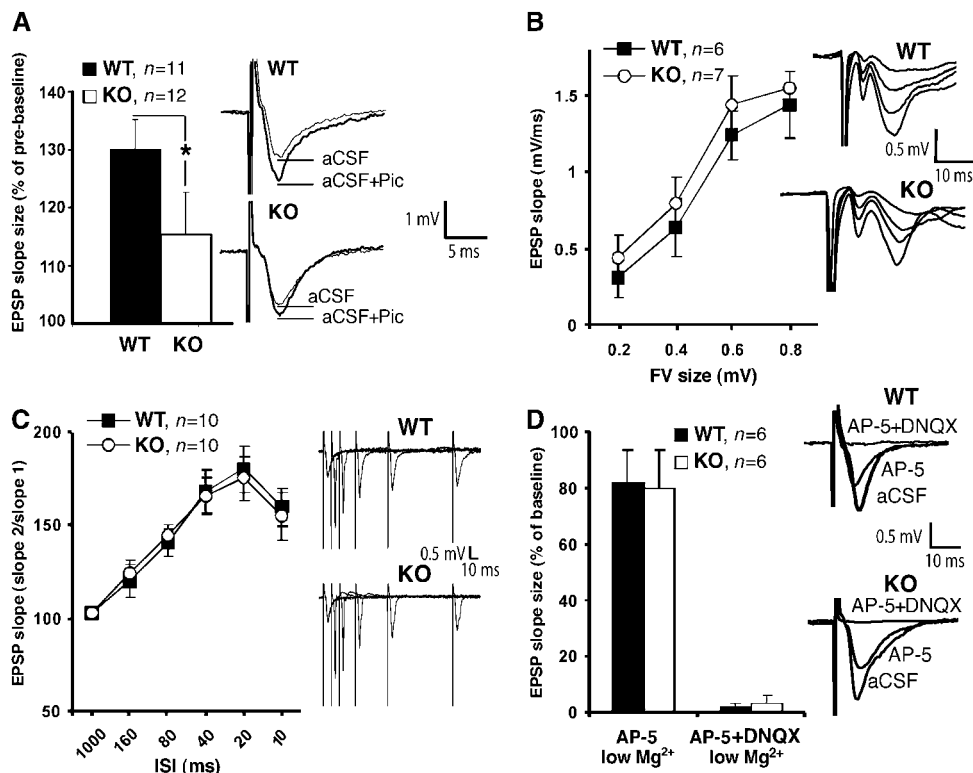 A
EPSP slope size (% of pre-baseline)
WT, n=11
KO, n=12
140
130
120
110
100
*
WT KO
WT
aCSF
aCSF+Pic
KO
aCSF
aCSF+Pic
1 mV
5 ms
B
EPSP slope (mV/ms)
WT, n=6
KO, n=7
1.5
1
0.5
0
0.2 0.4 0.6 0.8
FV size (mV)
WT
0.5 mV
10 ms
KO
C
EPSP slope (slope 2/slope 1)
WT, n=10
KO, n=10
200
150
100
50
1000 160 80 40 20 10
ISI (ms)
WT
0.5 mV
10 ms
KO
D
EPSP slope size (% of baseline)
WT, n=6
KO, n=6
100
80
60
40
20
0
AP-5 AP-5+DNQX
low Mg2+ low Mg2+
WT
AP-5+DNQX
AP-5
aCSF
0.5 mV
10 ms
KO
AP-5+DNQX
AP-5
aCSF